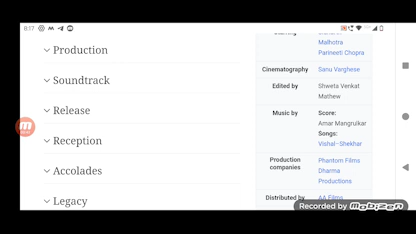 8:17
Production
Soundtrack
Release
Reception
Accolades
Legacy
Malhotra
Parineeti Chopra
Cinematography Sanu Varghese
Edited by Shweta Venkat
Mathew
Music by Score:
Amar Mangrulkar
Songs:
Vishal–Shekhar
Production Phantom Films
companies Dharma
Productions
Distributed by AA Films
Recorded by Mobizen